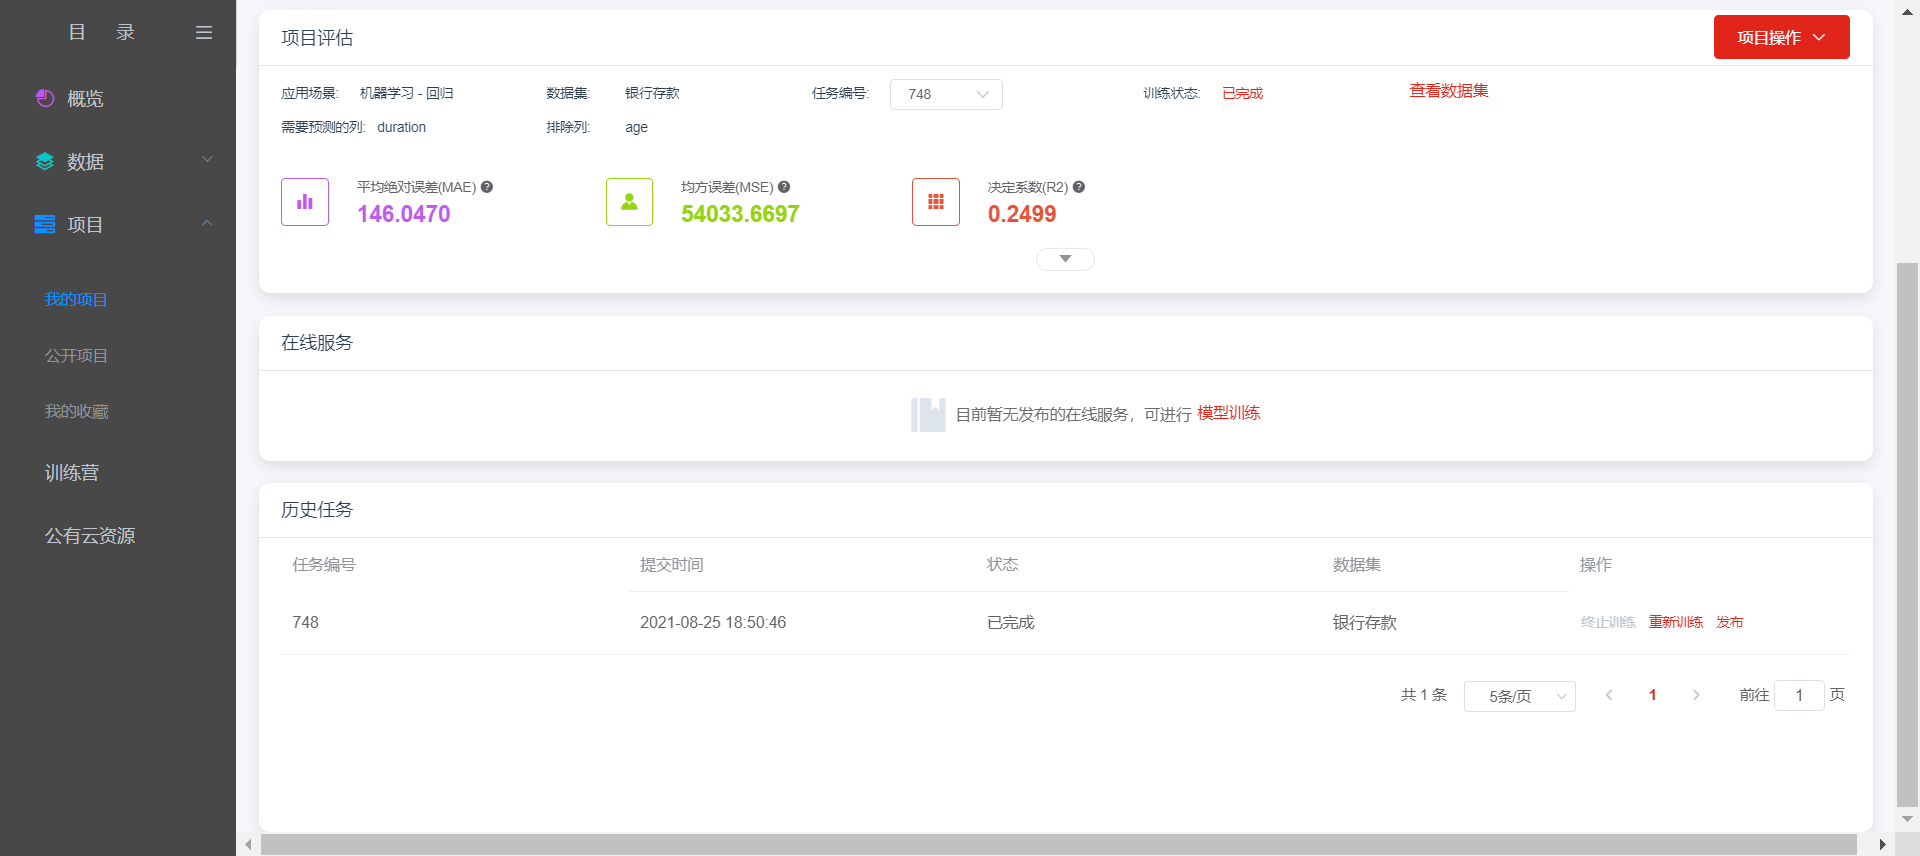 目 录
概览
数据
项目
我的项目
公开项目
我的收藏
训练营
公有云资源
项目评估
项目操作
应用场景: 机器学习 - 回归 数据集: 银行存款 任务编号: 748 训练状态: 已完成 查看数据集
需要预测的列: duration 排除列: age
平均绝对误差(MAE) ?
146.0470
均方误差(MSE) ?
54033.6697
决定系数(R2) ?
0.2499
在线服务
目前暂无发布的在线服务，可进行 模型训练
历史任务
任务编号 提交时间 状态 数据集 操作
748 2021-08-25 18:50:46 已完成 银行存款 终止训练 重新训练 发布
共 1 条 5条/页 1 前往 1 页